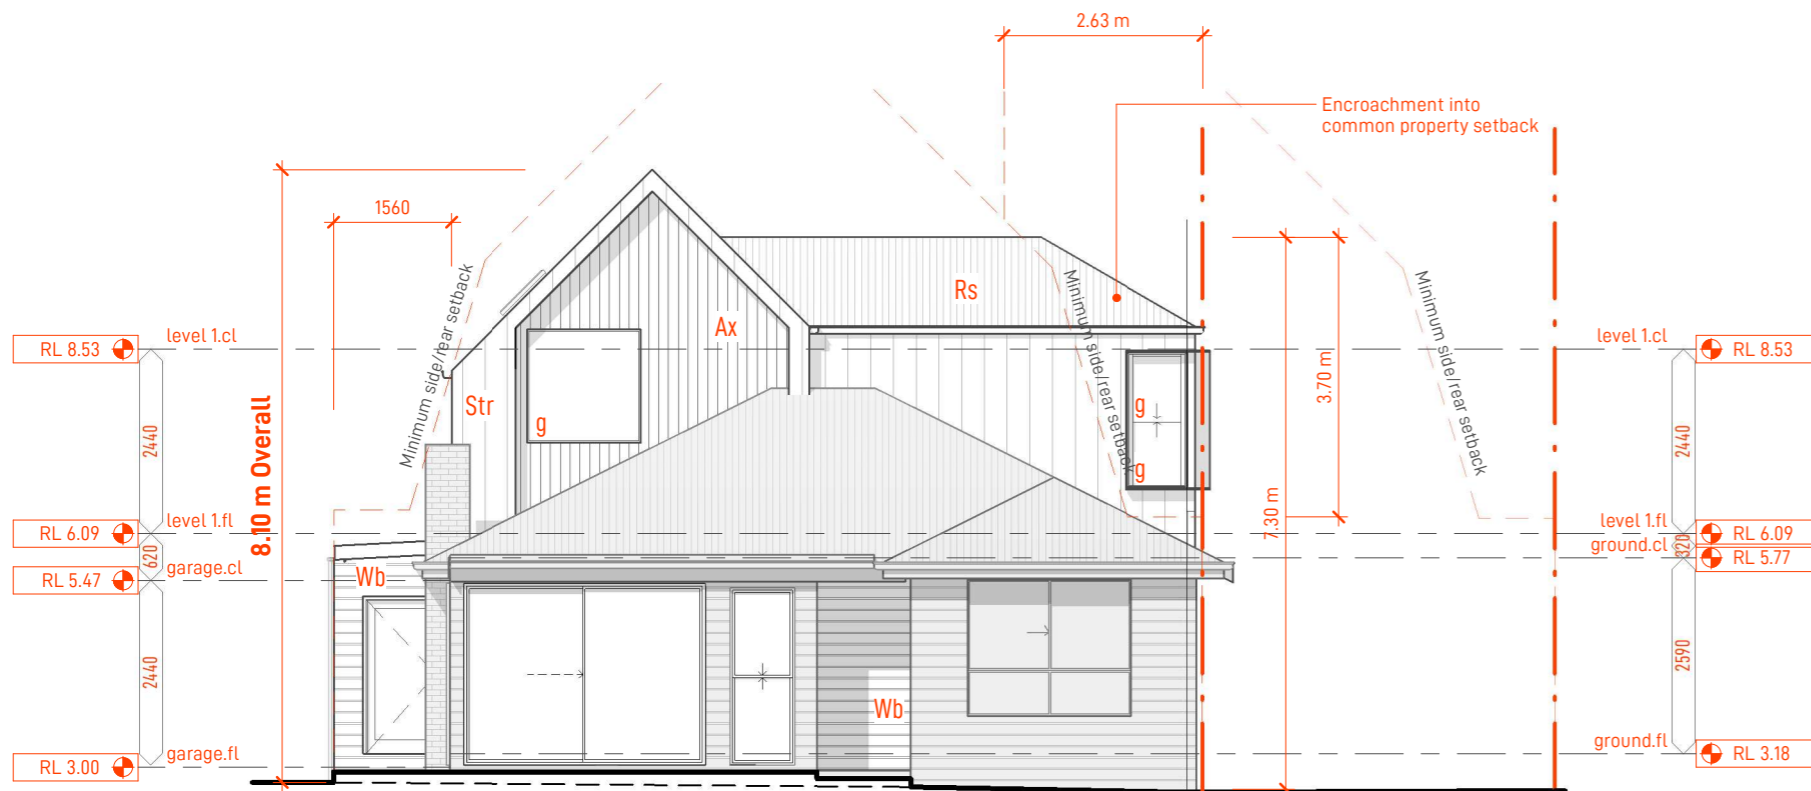 2.63 m
Encroachment into
common property setback
1560
Minimum side/rear setback
Minimum side/rear setback
Minimum side/rear setback
Rs
Ax
Str
g
g
g
level 1.cl
RL 8.53
level 1.cl
RL 8.53
2440
8.10 m Overall
3.70 m
7.30 m
2440
level 1.fl
RL 6.09
level 1.fl
RL 6.09
620
320
ground.cl
RL 5.77
garage.cl
RL 5.47
Wb
Wb
2440
2590
garage.fl
RL 3.00
ground.fl
RL 3.18